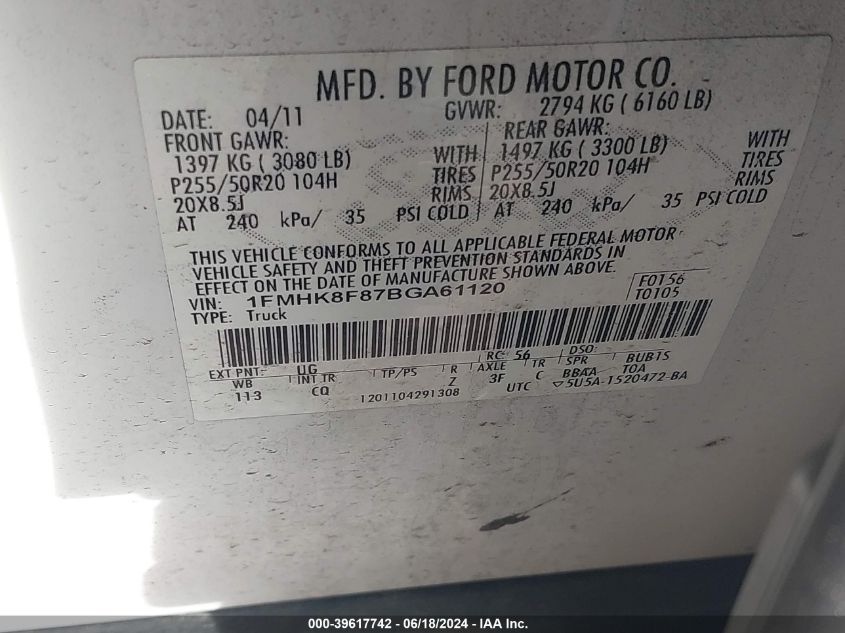 MFD. BY FORD MOTOR CO.
DATE: 04/11 GVWR: 2794 KG ( 6160 LB)
FRONT GAWR: REAR GAWR:
1397 KG ( 3080 LB) WITH 1497 KG ( 3300 LB) WITH
P255/50R20 104H TIRES P255/50R20 104H TIRES
20X8.5J RIMS 20X8.5J RIMS
AT 240 kPa/ 35 PSI COLD AT 240 kPa/ 35 PSI COLD
THIS VEHICLE CONFORMS TO ALL APPLICABLE FEDERAL MOTOR
VEHICLE SAFETY AND THEFT PREVENTION STANDARDS IN
EFFECT ON THE DATE OF MANUFACTURE SHOWN ABOVE.
VIN: 1FMHK8F87BGA61120 F0156
TYPE: Truck T0105
EXT PNT: UG RC: 56 DSO:
WB INT TR TP/PS R AXLE TR SPR BUB1S
113 CQ Z 3F C BBAA TOA
1201104291308 UTC 5U5A-1520472-BA
000-39617742 - 06/18/2024 - IAA Inc.